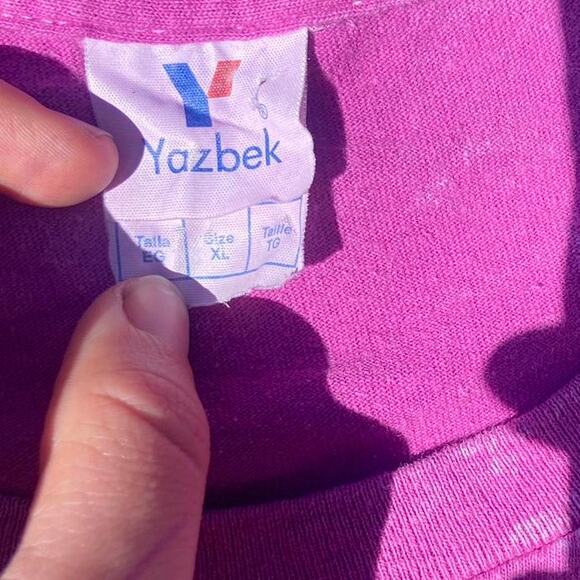 Yazbek
Talla Size Taille
EG XL TG